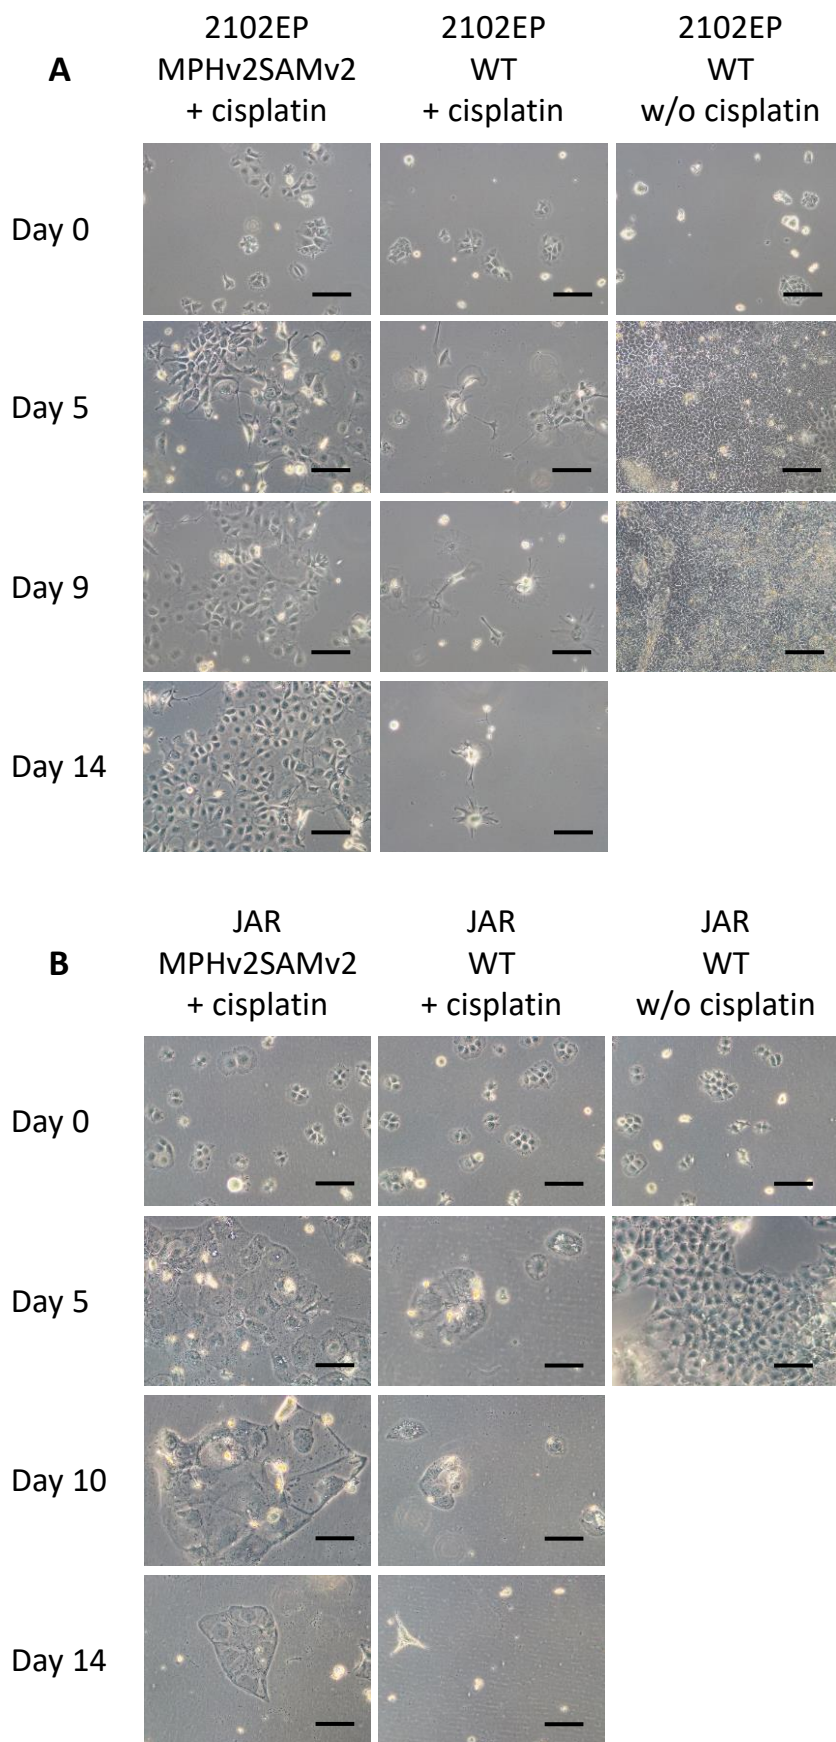 A
2102EP
MPHv2SAMv2
+ cisplatin
2102EP
WT
+ cisplatin
2102EP
WT
w/o cisplatin
Day 0
Day 5
Day 9
Day 14
B
JAR
MPHv2SAMv2
+ cisplatin
JAR
WT
+ cisplatin
JAR
WT
w/o cisplatin
Day 0
Day 5
Day 10
Day 14